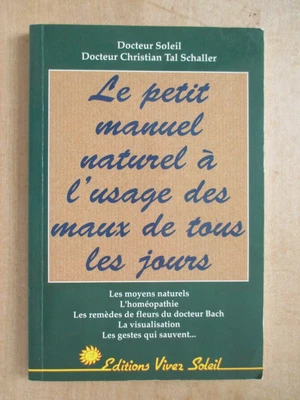 Docteur Soleil
Docteur Christian Tal Schaller
Le petit
manuel
naturel à
l'usage des
maux de tous
les jours
Les moyens naturels
L'homéopathie
Les remèdes de fleurs du docteur Bach
La visualisation
Les gestes qui sauvent...
Editions Vivez Soleil